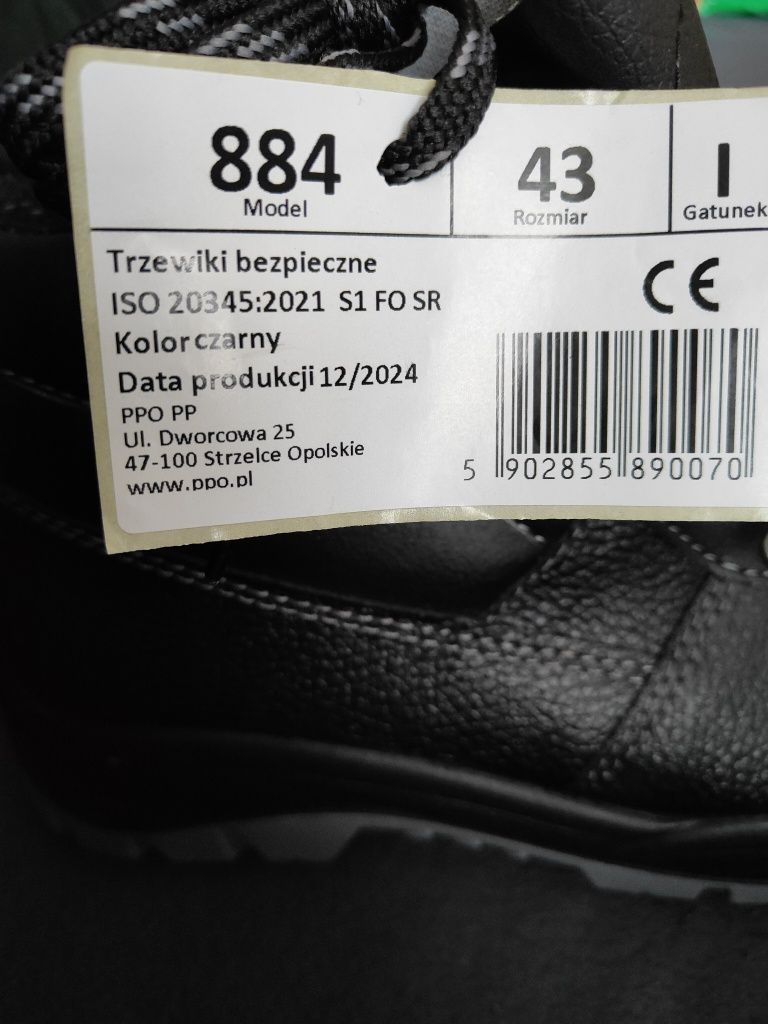 884 43 I
Model Rozmiar Gatunek
Trzewiki bezpieczne
ISO 20345:2021 S1 FO SR
CE
Kolor czarny
Data produkcji 12/2024
PPO PP
Ul. Dworcowa 25
47-100 Strzelce Opolskie
www.ppo.pl
5 902855 890070